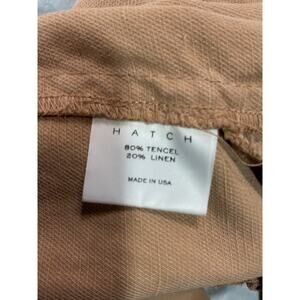 HATCH
80% TENCEL
20% LINEN
MADE IN USA